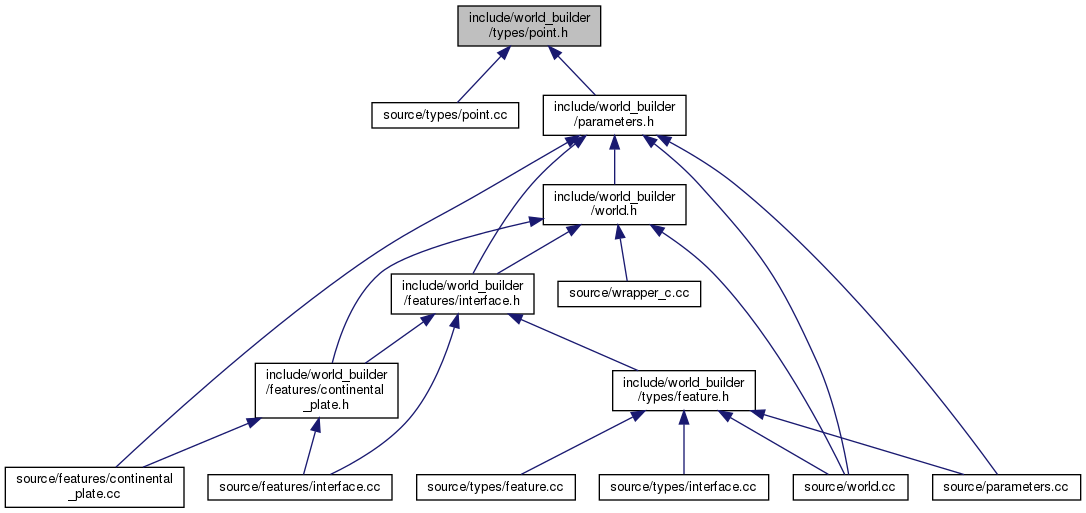 include/world_builder
/types/point.h
source/types/point.cc
include/world_builder
/parameters.h
include/world_builder
/world.h
include/world_builder
/features/interface.h
source/wrapper_c.cc
include/world_builder
/features/continental
_plate.h
include/world_builder
/types/feature.h
source/features/continental
_plate.cc
source/features/interface.cc
source/types/feature.cc
source/types/interface.cc
source/world.cc
source/parameters.cc